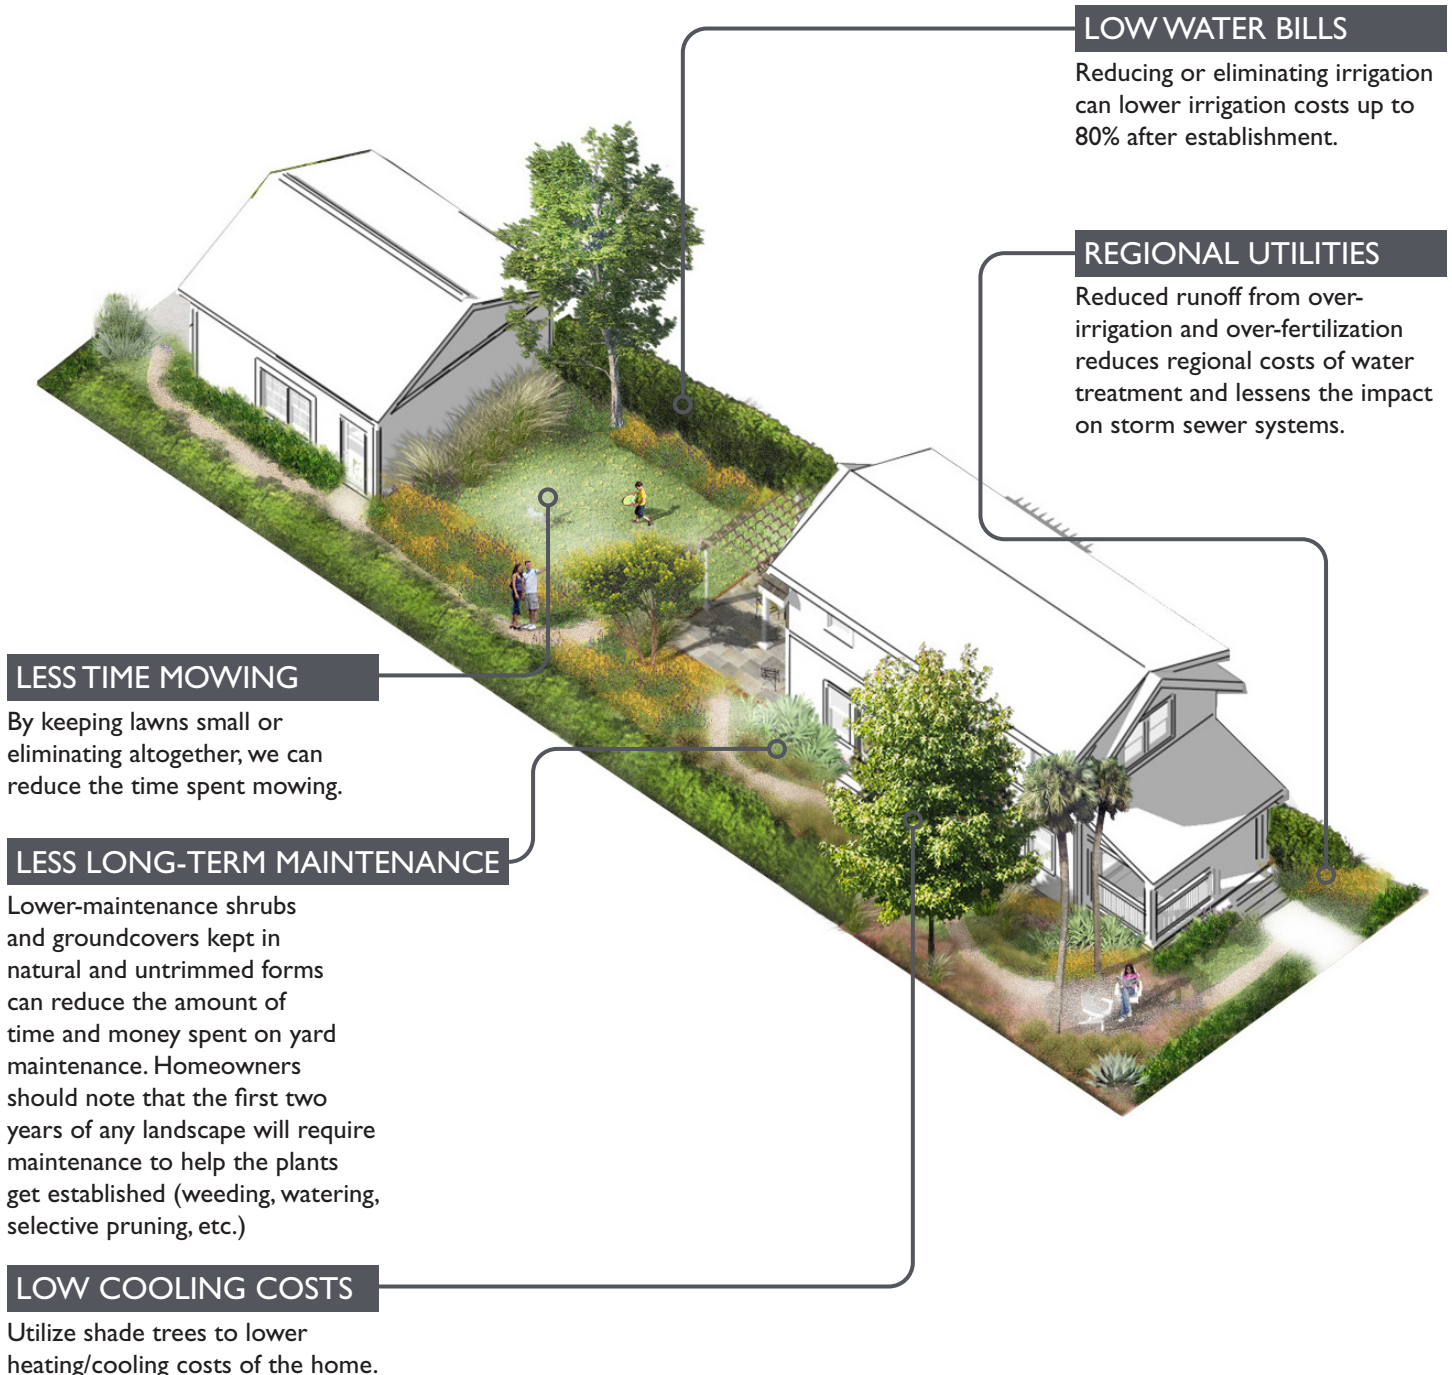 LOW WATER BILLS
Reducing or eliminating irrigation
can lower irrigation costs up to
80% after establishment.
REGIONAL UTILITIES
Reduced runoff from over-
irrigation and over-fertilization
reduces regional costs of water
treatment and lessens the impact
on storm sewer systems.
LESS TIME MOWING
By keeping lawns small or
eliminating altogether, we can
reduce the time spent mowing.
LESS LONG-TERM MAINTENANCE
Lower-maintenance shrubs
and groundcovers kept in
natural and untrimmed forms
can reduce the amount of
time and money spent on yard
maintenance. Homeowners
should note that the first two
years of any landscape will require
maintenance to help the plants
get established (weeding, watering,
selective pruning, etc.)
LOW COOLING COSTS
Utilize shade trees to lower
heating/cooling costs of the home.